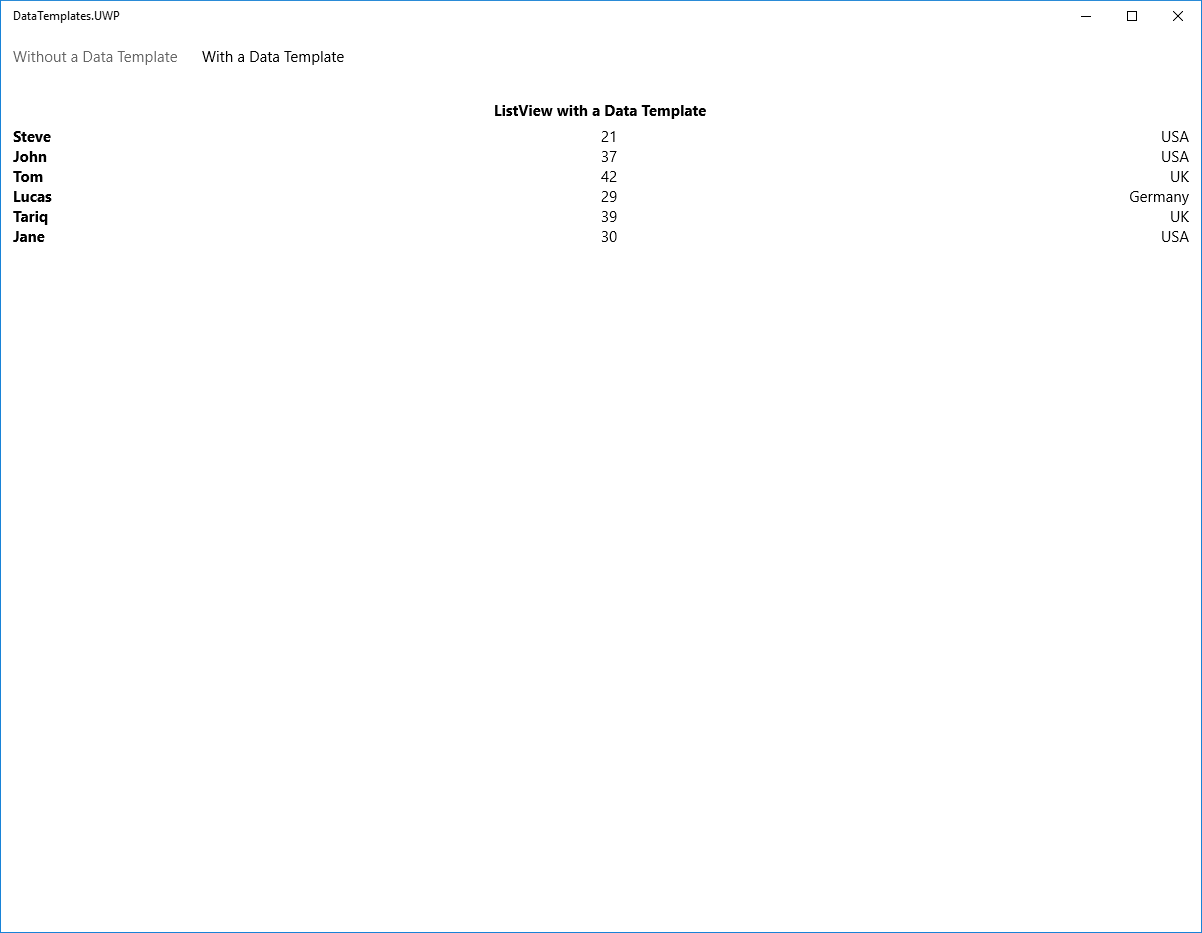 DataTemplates.UWP
Without a Data Template With a Data Template
ListView with a Data Template
Steve 21 USA
John 37 USA
Tom 42 UK
Lucas 29 Germany
Tariq 39 UK
Jane 30 USA